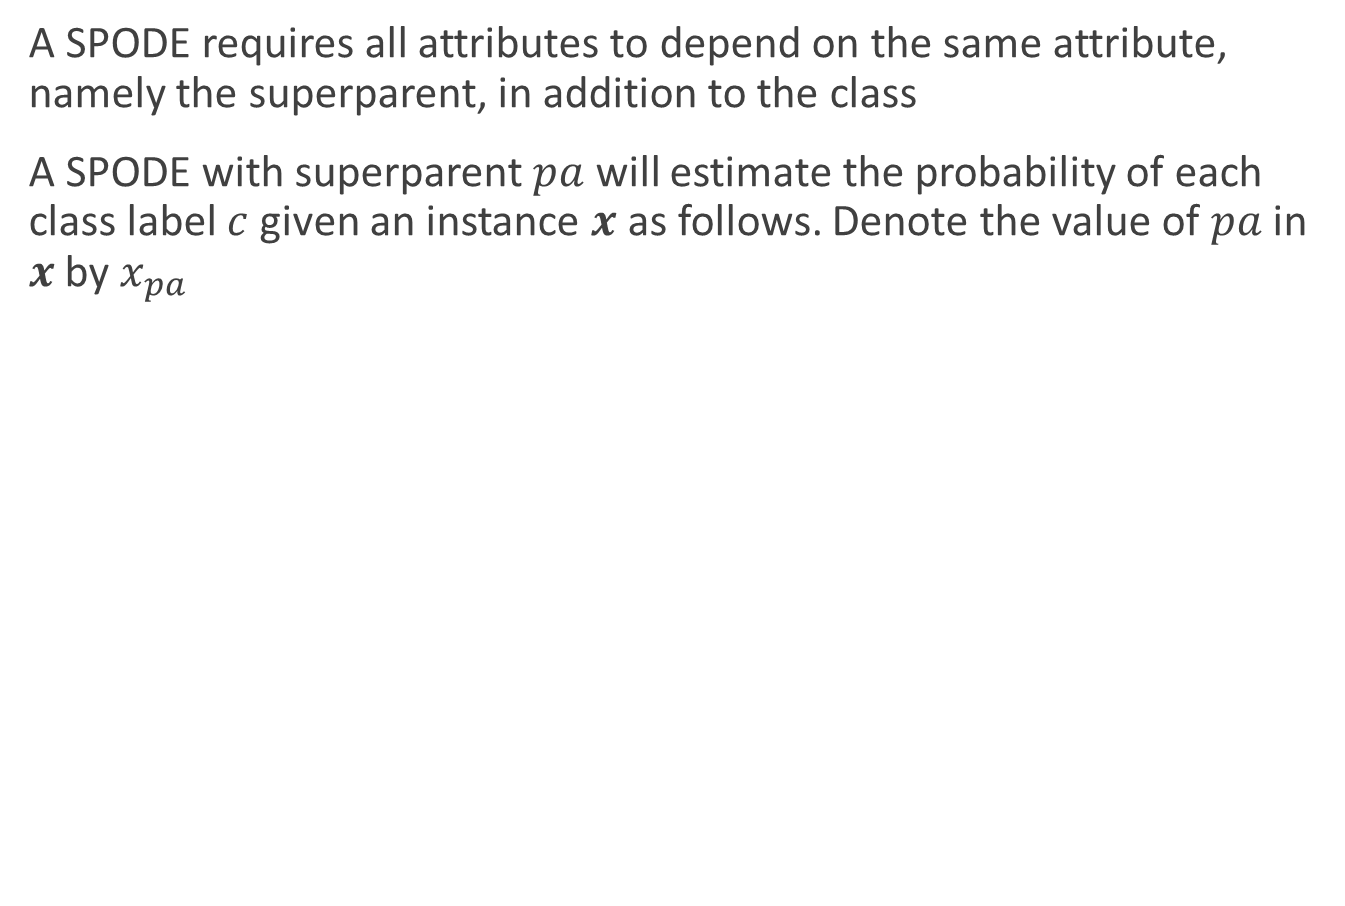 A SPODE requires all attributes to depend on the same attribute,
namely the superparent, in addition to the class
A SPODE with superparent pa will estimate the probability of each
class label c given an instance x as follows. Denote the value of pa in
x by x_pa